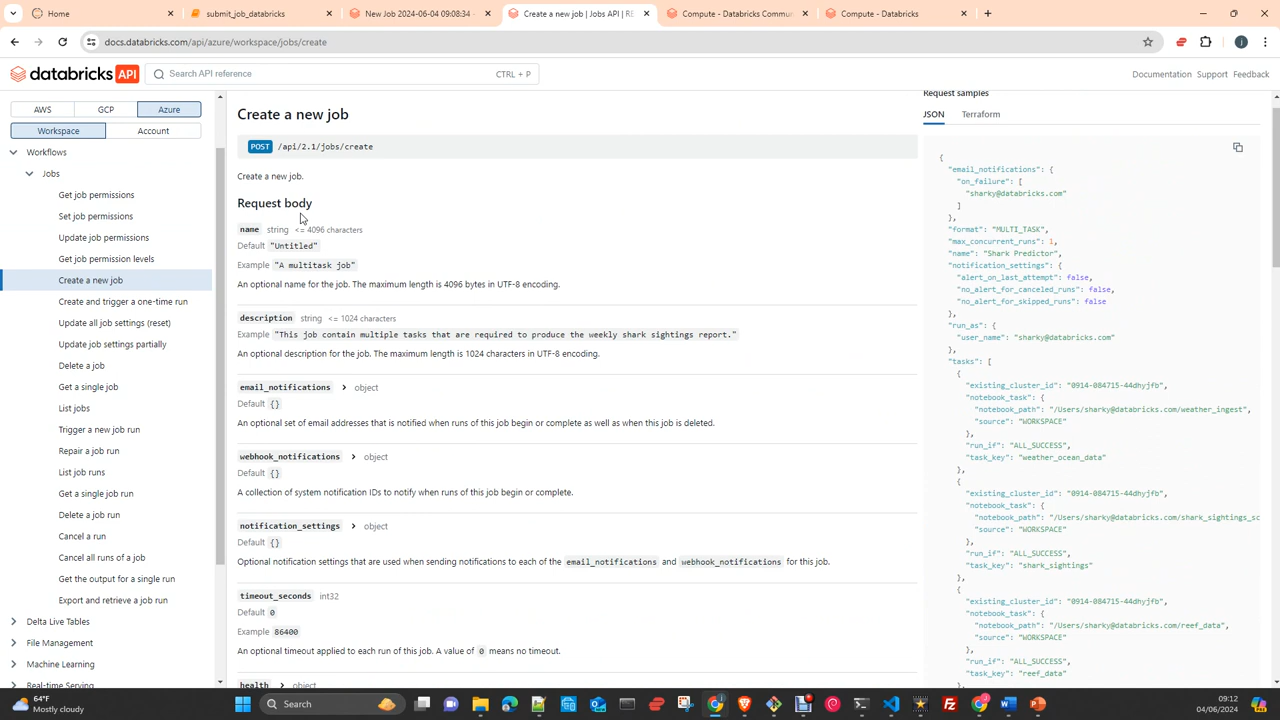 Home
submit_job_databricks
New Job 2024-06-04 09:08:34 -
Create a new job | Jobs API | RE
Compute - Databricks Commun
Compute - Databricks
docs.databricks.com/api/azure/workspace/jobs/create
databricks API
Search API reference
CTRL + P
Documentation Support Feedback
AWS GCP Azure
Workspace Account
Workflows
Jobs
Get job permissions
Set job permissions
Update job permissions
Get job permission levels
Create a new job
Create and trigger a one-time run
Update all job settings (reset)
Update job settings partially
Delete a job
Get a single job
List jobs
Trigger a new job run
Repair a job run
List job runs
Get a single job run
Delete a job run
Cancel a run
Cancel all runs of a job
Get the output for a single run
Export and retrieve a job run
Delta Live Tables
File Management
Machine Learning
Real-time Serving
Create a new job
POST /api/2.1/jobs/create
Create a new job.
Request body
name string <= 4096 characters
Default "Untitled"
Example "A multitask job"
An optional name for the job. The maximum length is 4096 bytes in UTF-8 encoding.
description string <= 1024 characters
Example "This job contain multiple tasks that are required to produce the weekly shark sightings report."
An optional description for the job. The maximum length is 1024 characters in UTF-8 encoding.
email_notifications > object
Default {}
An optional set of email addresses that is notified when runs of this job begin or complete as well as when this job is deleted.
webhook_notifications > object
Default {}
A collection of system notification IDs to notify when runs of this job begin or complete.
notification_settings > object
Default {}
Optional notification settings that are used when sending notifications to each of the email_notifications and webhook_notifications for this job.
timeout_seconds int32
Default 0
Example 86400
An optional timeout applied to each run of this job. A value of 0 means no timeout.
health > object
Request samples
JSON Terraform
{
"email_notifications": {
"on_failure": [
"sharky@databricks.com"
]
},
"format": "MULTI_TASK",
"max_concurrent_runs": 1,
"name": "Shark Predictor",
"notification_settings": {
"alert_on_last_attempt": false,
"no_alert_for_canceled_runs": false,
"no_alert_for_skipped_runs": false
},
"run_as": {
"user_name": "sharky@databricks.com"
},
"tasks": [
{
"existing_cluster_id": "0914-084715-44dhyjfb",
"notebook_task": {
"notebook_path": "/Users/sharky@databricks.com/weather_ingest",
"source": "WORKSPACE"
},
"run_if": "ALL_SUCCESS",
"task_key": "weather_ocean_data"
},
{
"existing_cluster_id": "0914-084715-44dhyjfb",
"notebook_task": {
"notebook_path": "/Users/sharky@databricks.com/shark_sightings_sc
"source": "WORKSPACE"
},
"run_if": "ALL_SUCCESS",
"task_key": "shark_sightings"
},
{
"existing_cluster_id": "0914-084715-44dhyjfb",
"notebook_task": {
"notebook_path": "/Users/sharky@databricks.com/reef_data",
"source": "WORKSPACE"
},
"run_if": "ALL_SUCCESS",
"task_key": "reef_data"
64°F
Mostly cloudy
Search
09:12
04/06/2024